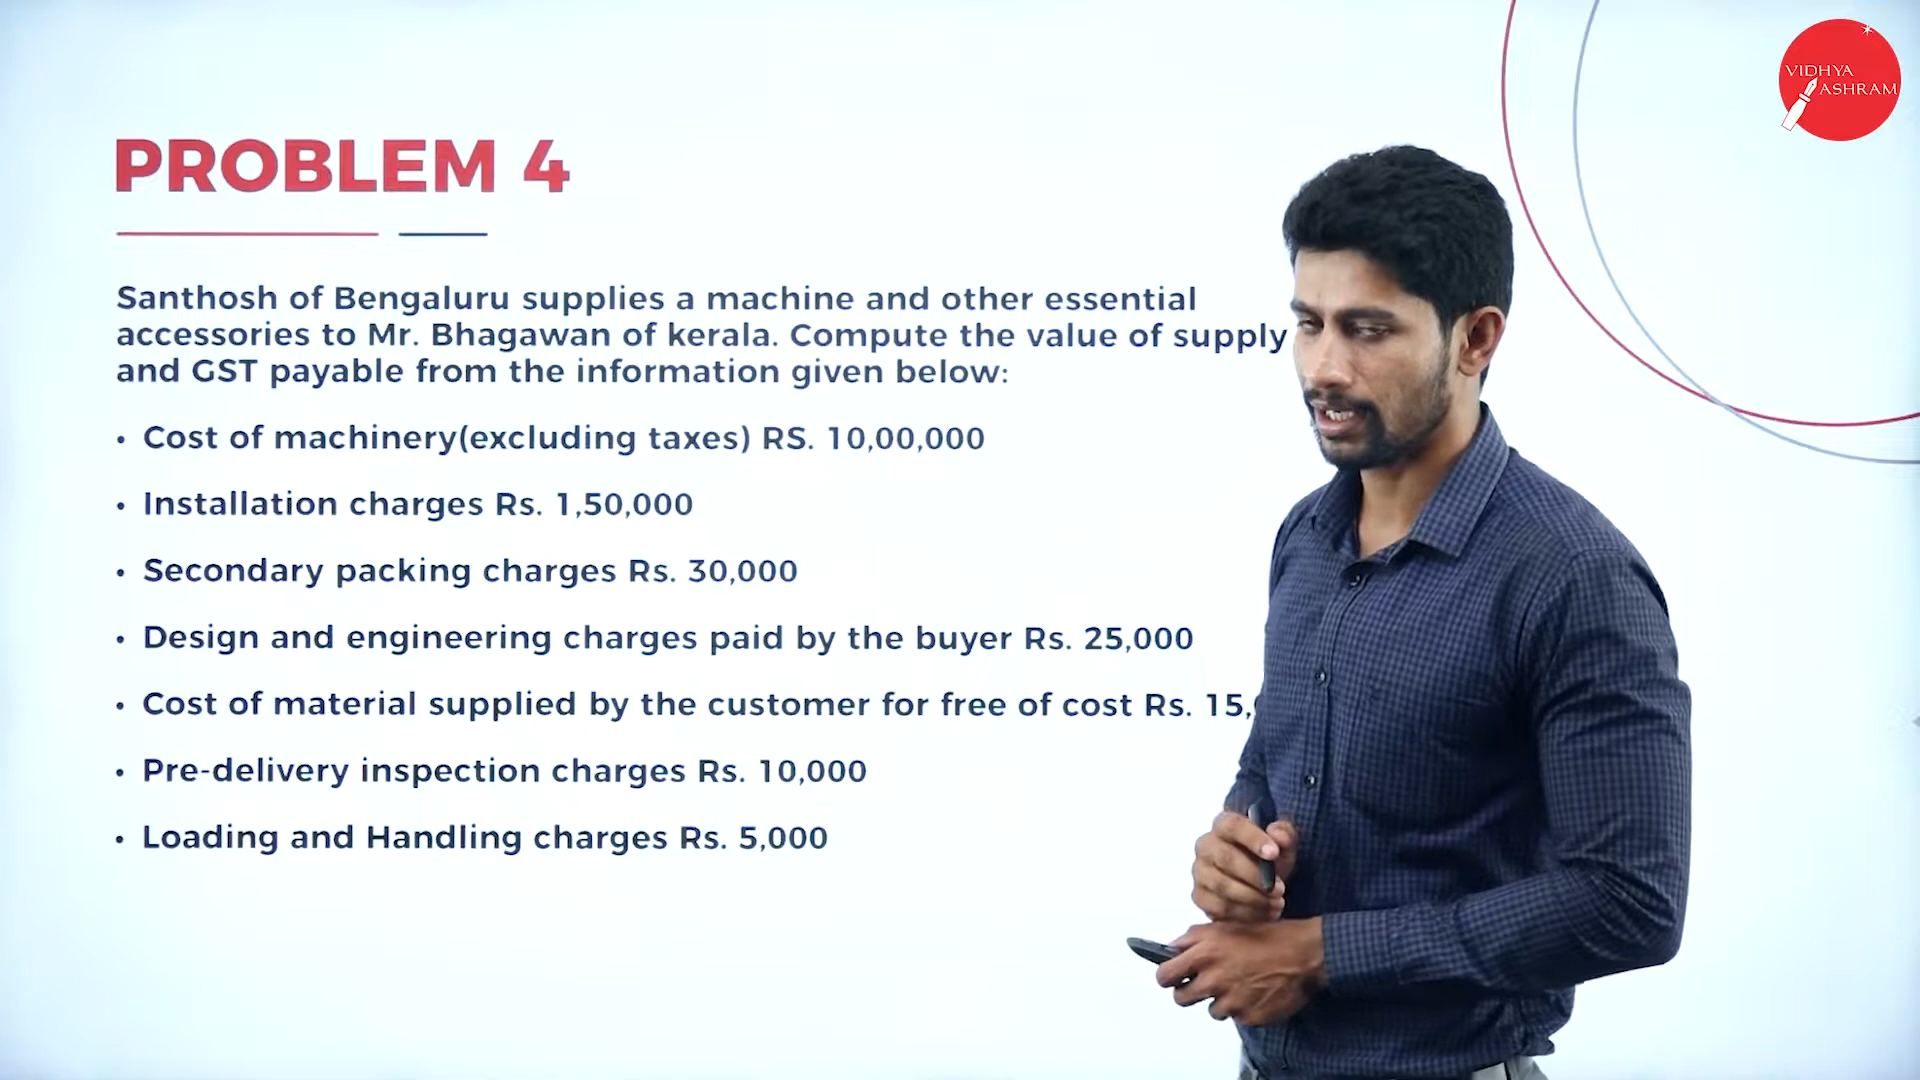 VIDHYA
ASHRAM
PROBLEM 4
Santhosh of Bengaluru supplies a machine and other essential
accessories to Mr. Bhagawan of kerala. Compute the value of supply
and GST payable from the information given below:
• Cost of machinery(excluding taxes) RS. 10,00,000
• Installation charges Rs. 1,50,000
• Secondary packing charges Rs. 30,000
• Design and engineering charges paid by the buyer Rs. 25,000
• Cost of material supplied by the customer for free of cost Rs. 15,
• Pre-delivery inspection charges Rs. 10,000
• Loading and Handling charges Rs. 5,000